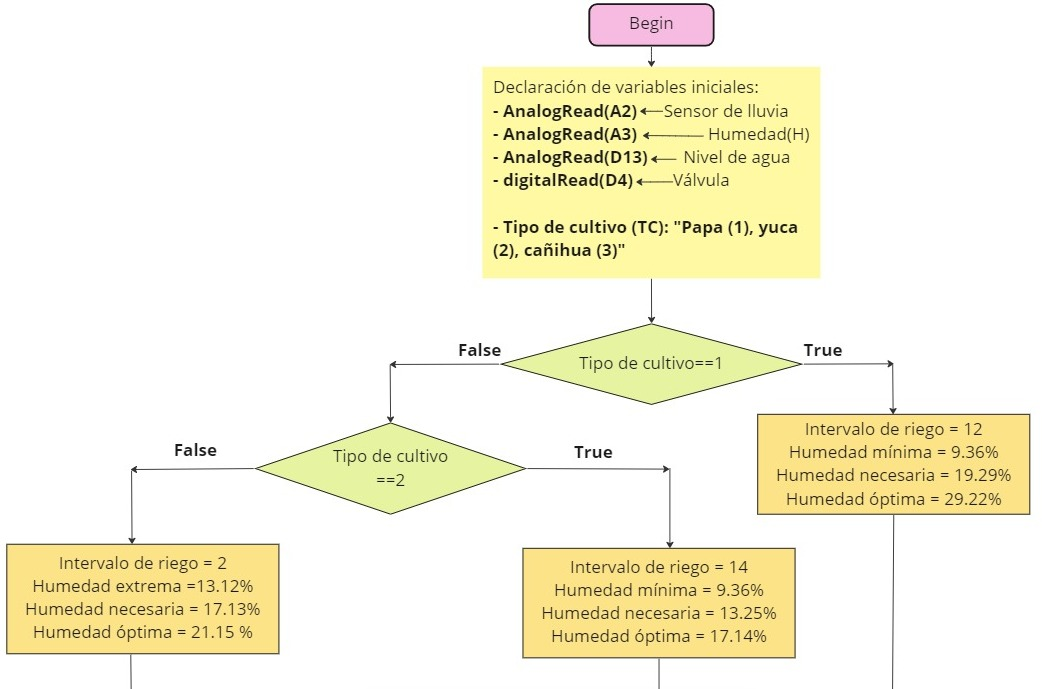 Begin
Declaración de variables iniciales:
- AnalogRead(A2) Sensor de lluvia
- AnalogRead(A3) Humedad(H)
- AnalogRead(D13) Nivel de agua
- digitalRead(D4) Válvula
- Tipo de cultivo (TC): "Papa (1), yuca
(2), cañihua (3)"
False
True
Tipo de cultivo==1
Intervalo de riego = 12
Humedad mínima = 9.36%
Humedad necesaria = 19.29%
Humedad óptima = 29.22%
False
True
Tipo de cultivo
==2
Intervalo de riego = 2
Humedad extrema =13.12%
Humedad necesaria = 17.13%
Humedad óptima = 21.15 %
Intervalo de riego = 14
Humedad mínima = 9.36%
Humedad necesaria = 13.25%
Humedad óptima = 17.14%